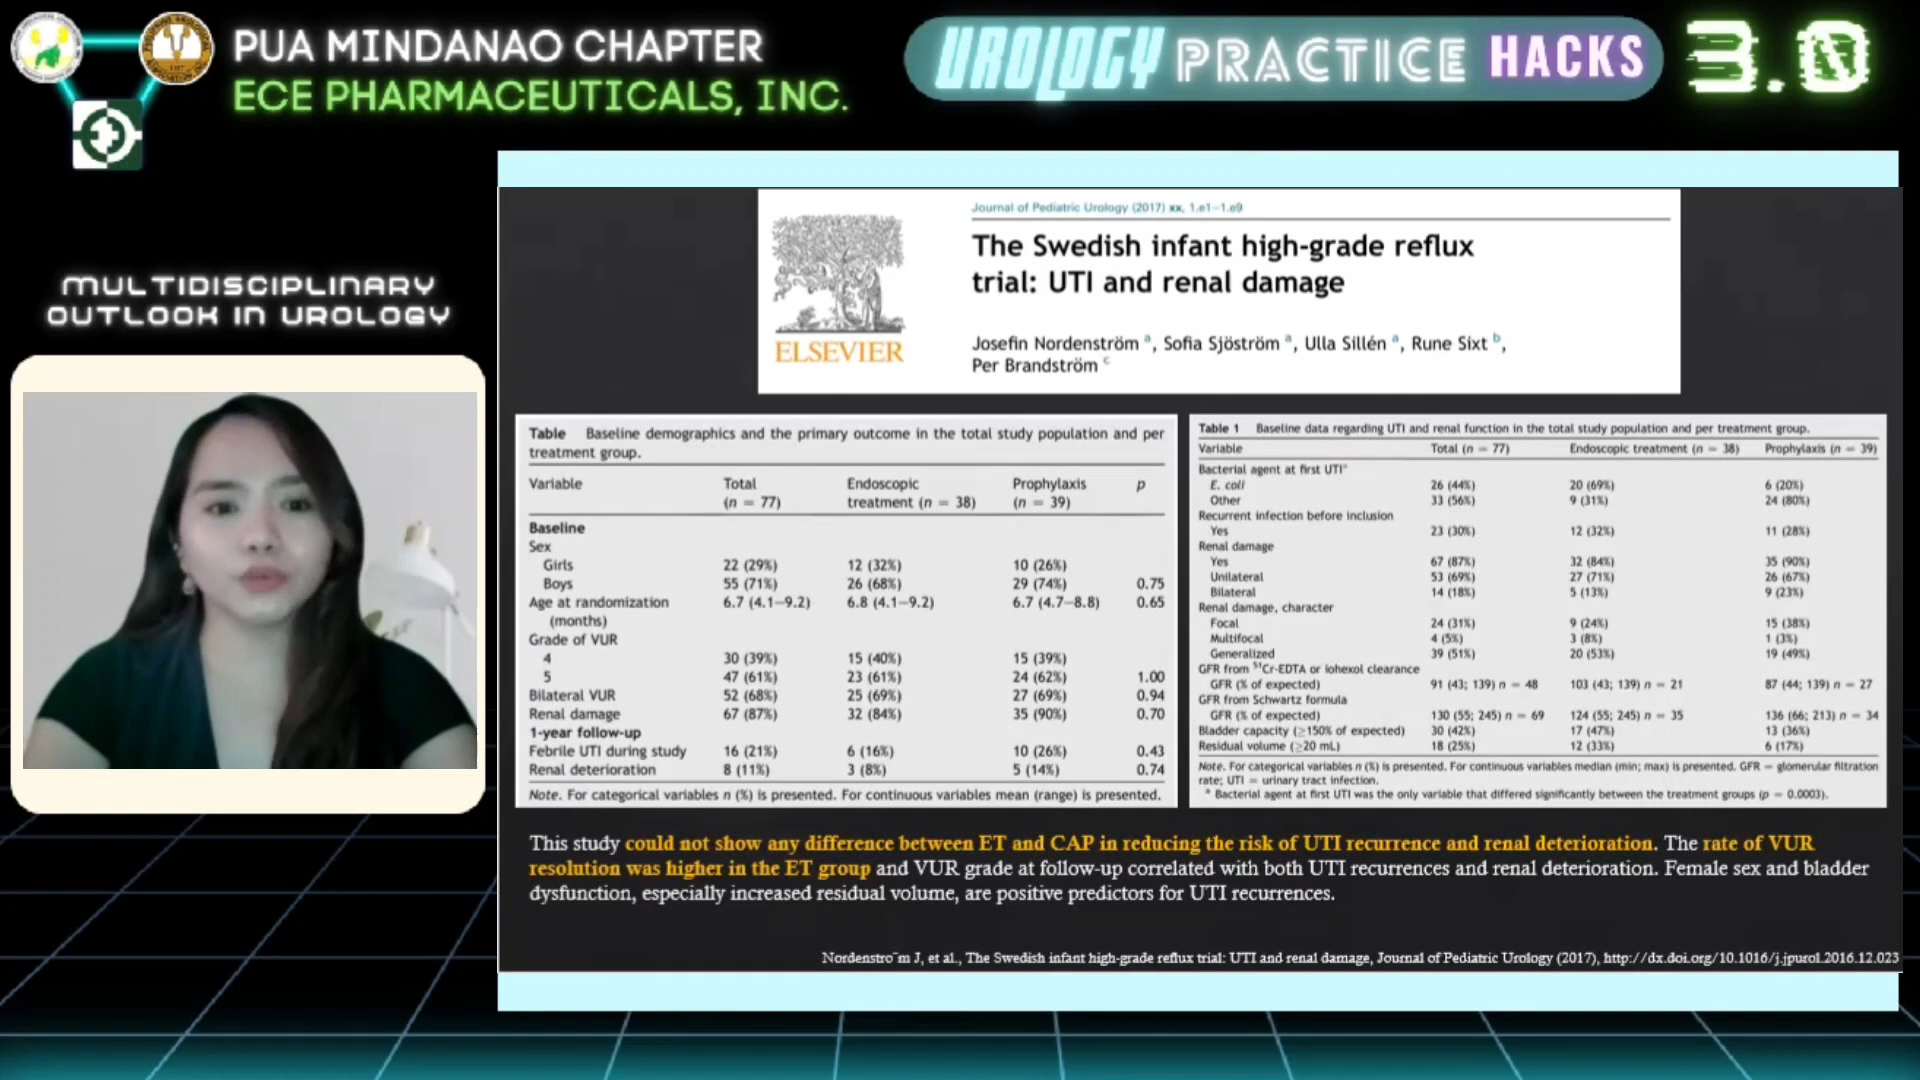 PUA MINDANAO CHAPTER
ECE PHARMACEUTICALS, INC.
UROLOGY PRACTICE HACKS 3.0
MULTIDISCIPLINARY
OUTLOOK IN UROLOGY
Journal of Pediatric Urology (2017) xx, 1.e1–1.e9
The Swedish infant high-grade reflux
trial: UTI and renal damage
ELSEVIER
Josefin Nordenström a, Sofia Sjöström a, Ulla Sillén a, Rune Sixt b,
Per Brandström c
Table Baseline demographics and the primary outcome in the total study population and per
treatment group.
Variable Total Endoscopic Prophylaxis p
(n = 77) treatment (n = 38) (n = 39)
Baseline
Sex
Girls 22 (29%) 12 (32%) 10 (26%)
Boys 55 (71%) 26 (68%) 29 (74%) 0.75
Age at randomization 6.7 (4.1–9.2) 6.8 (4.1–9.2) 6.7 (4.7–8.8) 0.65
(months)
Grade of VUR
4 30 (39%) 15 (40%) 15 (39%)
5 47 (61%) 23 (61%) 24 (62%) 1.00
Bilateral VUR 52 (68%) 25 (69%) 27 (69%) 0.94
Renal damage 67 (87%) 32 (84%) 35 (90%) 0.70
1-year follow-up
Febrile UTI during study 16 (21%) 6 (16%) 10 (26%) 0.43
Renal deterioration 8 (11%) 3 (8%) 5 (14%) 0.74
Note. For categorical variables n (%) is presented. For continuous variables mean (range) is presented.
Table 1 Baseline data regarding UTI and renal function in the total study population and per treatment group.
Variable Total (n = 77) Endoscopic treatment (n = 38) Prophylaxis (n = 39)
Bacterial agent at first UTIa
E. coli 26 (44%) 20 (69%) 6 (20%)
Other 33 (56%) 9 (31%) 24 (80%)
Recurrent infection before inclusion
Yes 23 (30%) 12 (32%) 11 (28%)
Renal damage
Yes 67 (87%) 32 (84%) 35 (90%)
Unilateral 53 (69%) 27 (71%) 26 (67%)
Bilateral 14 (18%) 5 (13%) 9 (23%)
Renal damage, character
Focal 24 (31%) 9 (24%) 15 (38%)
Multifocal 4 (5%) 3 (8%) 1 (3%)
Generalized 39 (51%) 20 (53%) 19 (49%)
GFR from 51Cr-EDTA or iohexol clearance
GFR (% of expected) 91 (43; 139) n = 48 103 (43; 139) n = 21 87 (44; 139) n = 27
GFR from Schwartz formula
GFR (% of expected) 130 (55; 245) n = 69 124 (55; 245) n = 35 136 (66; 213) n = 34
Bladder capacity (≥150% of expected) 30 (42%) 17 (47%) 13 (36%)
Residual volume (≥20 mL) 18 (25%) 12 (33%) 6 (17%)
Note. For categorical variables n (%) is presented. For continuous variables median (min; max) is presented. GFR = glomerular filtration
rate; UTI = urinary tract infection.
a Bacterial agent at first UTI was the only variable that differed significantly between the treatment groups (p = 0.0003).
This study could not show any difference between ET and CAP in reducing the risk of UTI recurrence and renal deterioration. The rate of VUR
resolution was higher in the ET group and VUR grade at follow-up correlated with both UTI recurrences and renal deterioration. Female sex and bladder
dysfunction, especially increased residual volume, are positive predictors for UTI recurrences.
Nordenstro¨m J, et al., The Swedish infant high-grade reflux trial: UTI and renal damage, Journal of Pediatric Urology (2017), http://dx.doi.org/10.1016/j.jpurol.2016.12.023